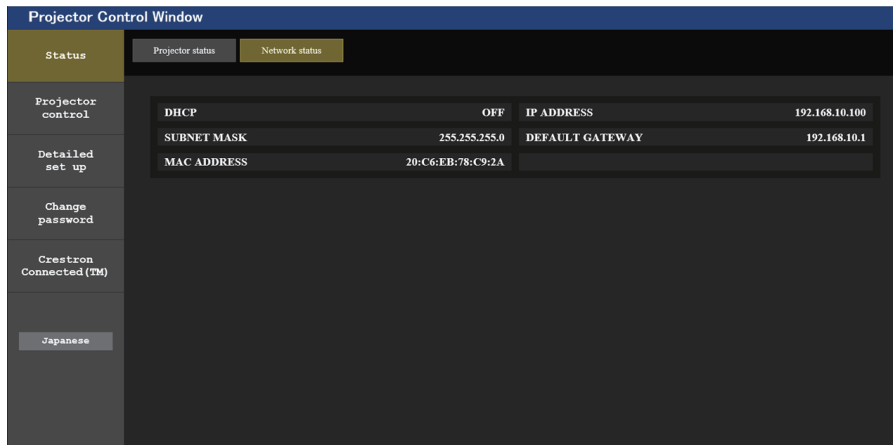 Projector Control Window
Status
Projector status
Network status
Projector
control
DHCP OFF IP ADDRESS 192.168.10.100
SUBNET MASK 255.255.255.0 DEFAULT GATEWAY 192.168.10.1
MAC ADDRESS 20:C6:EB:78:C9:2A
Detailed
set up
Change
password
Crestron
Connected(TM)
Japanese